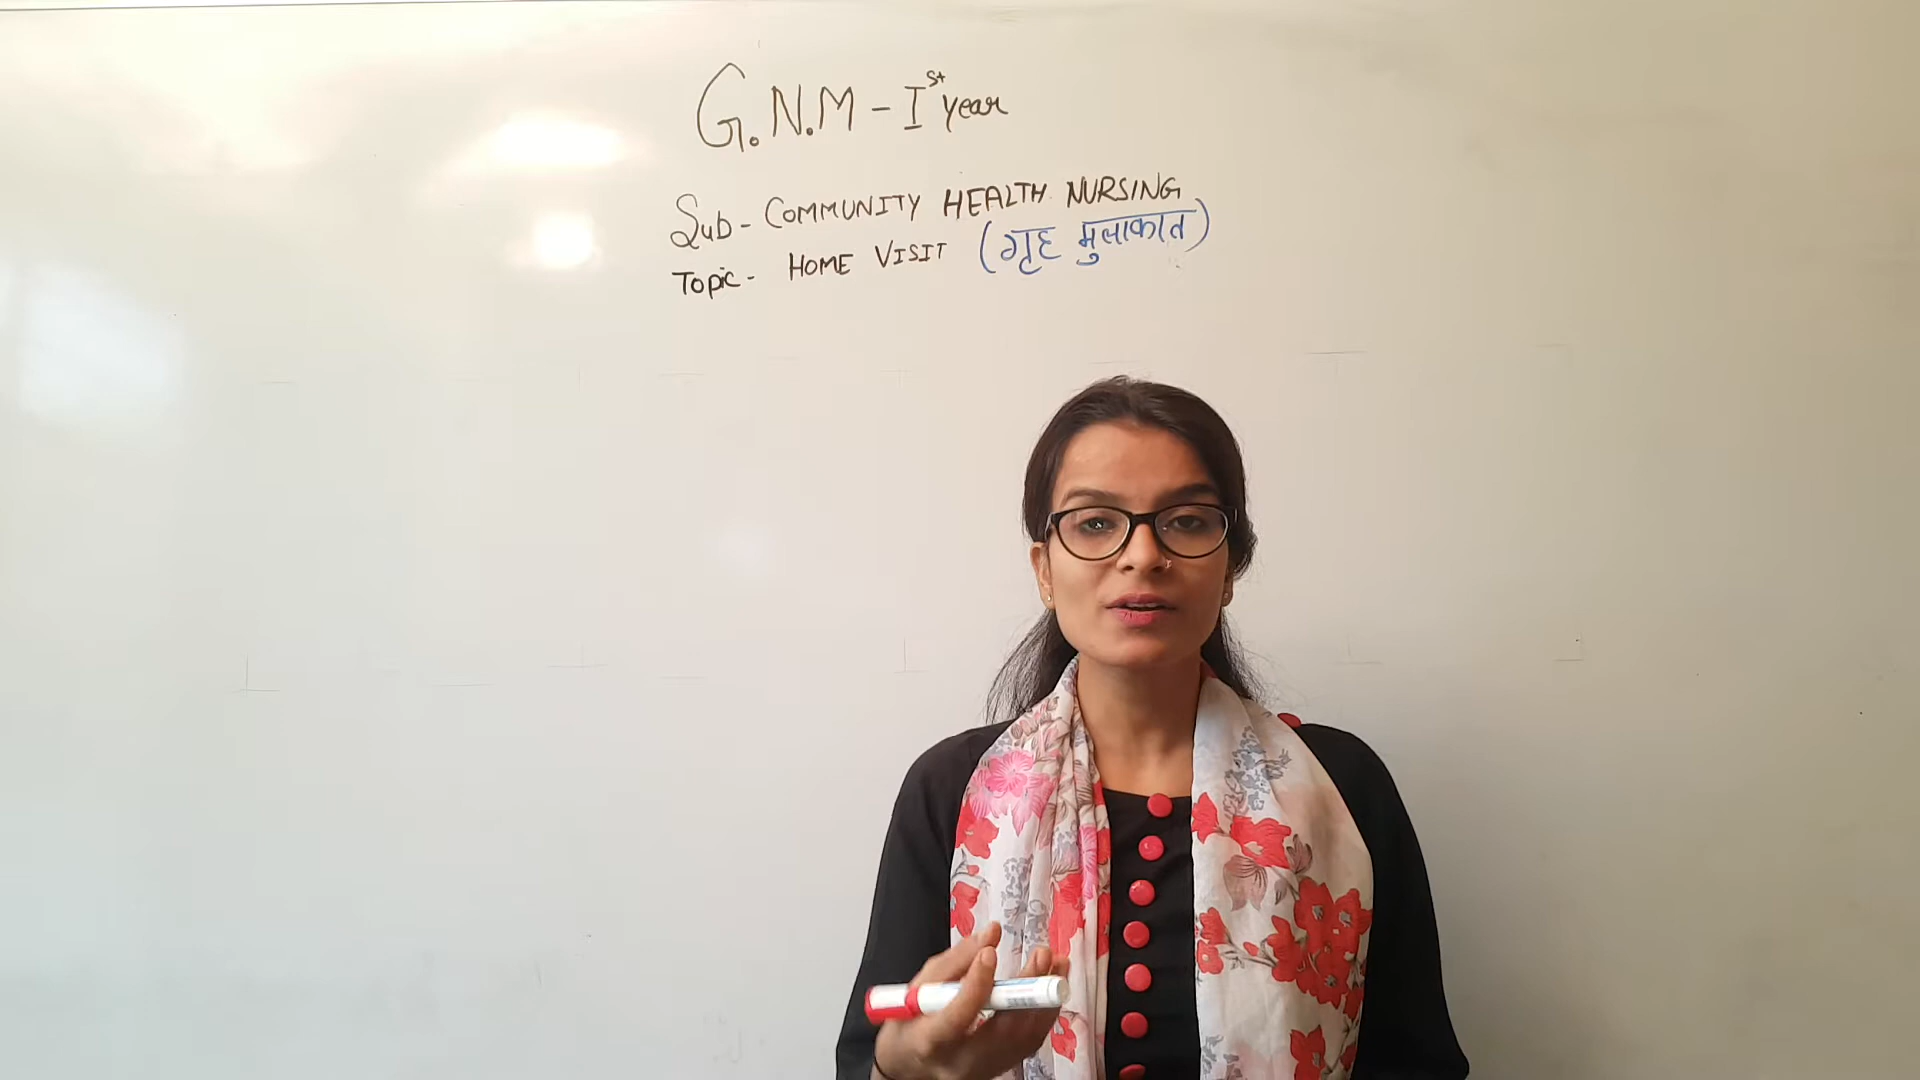 G.N.M - Ist year
Sub - COMMUNITY HEALTH NURSING
Topic - HOME VISIT (गृह मुलाकात)